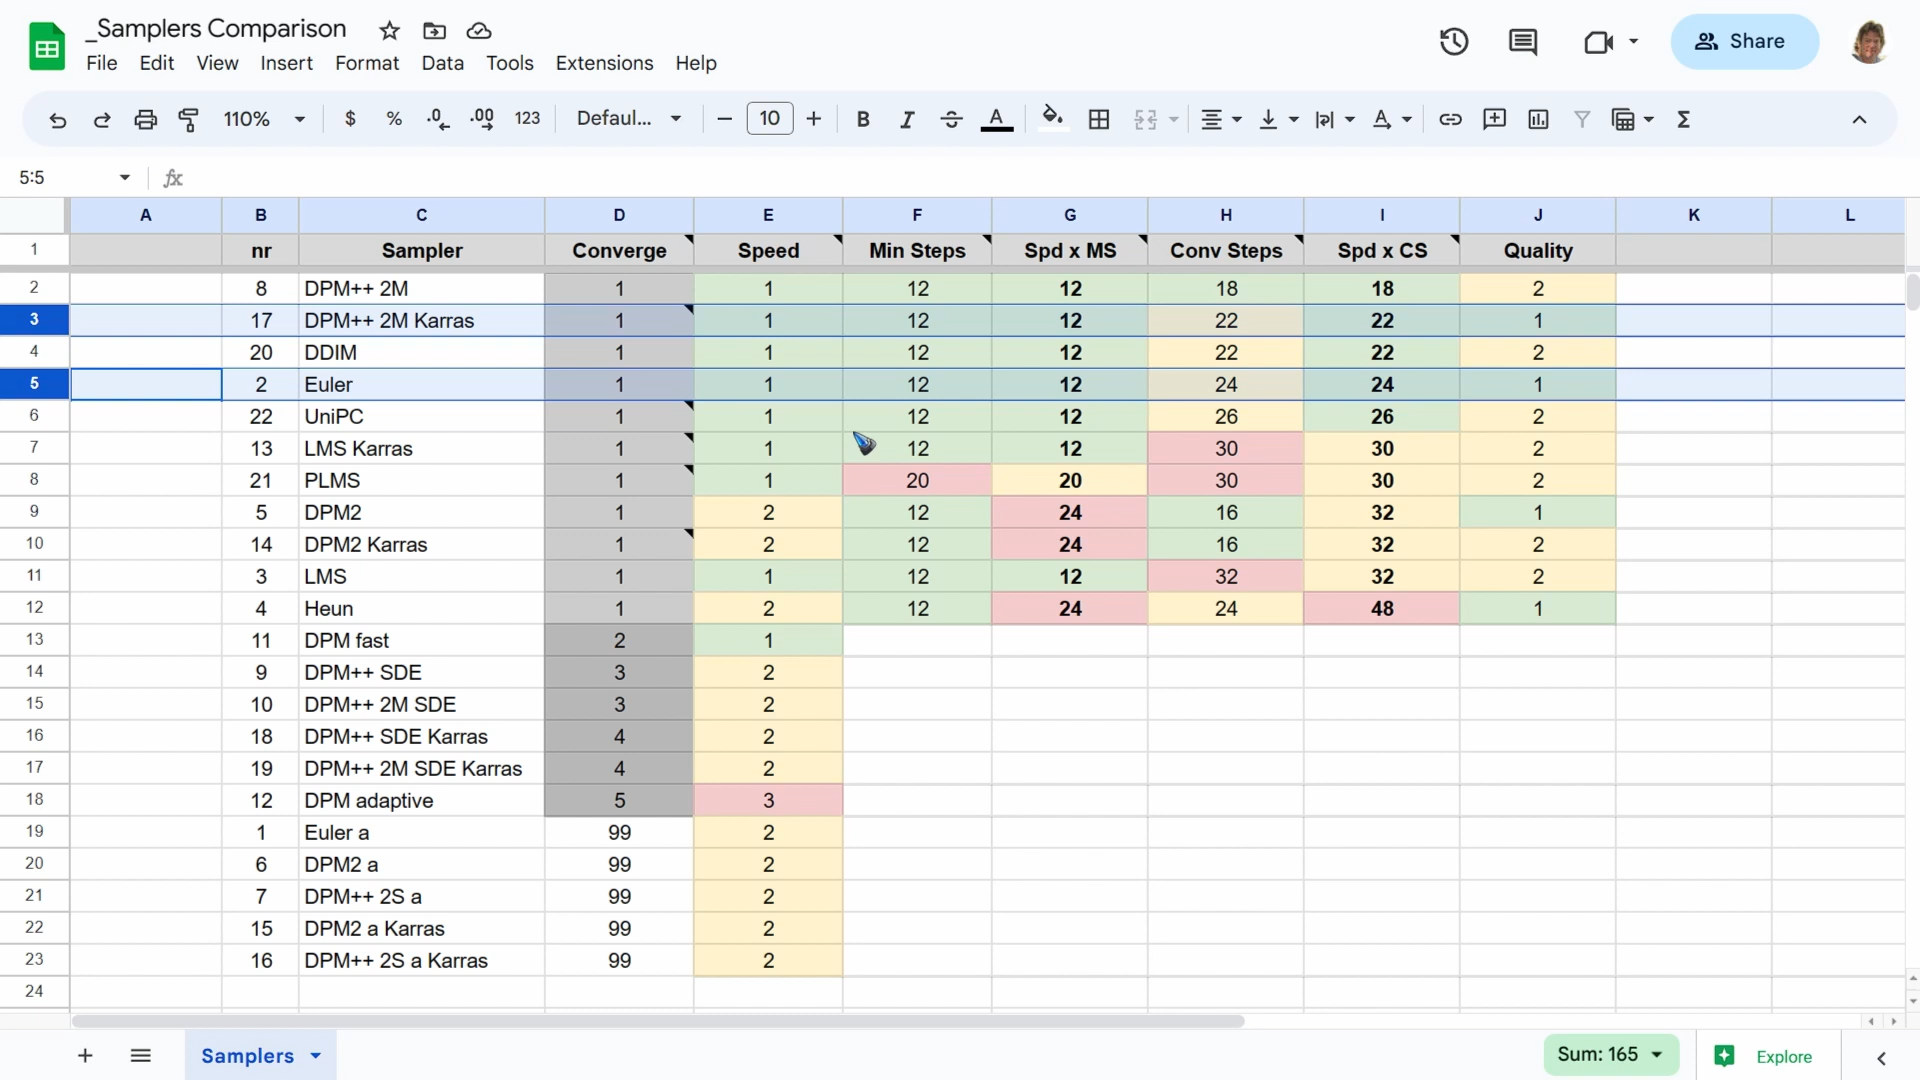 _Samplers Comparison
File Edit View Insert Format Data Tools Extensions Help
Share
110% $ % .0 .00 123 Defaul... 10 B I A
5:5 fx
A B C D E F G H I J K L
1 nr Sampler Converge Speed Min Steps Spd x MS Conv Steps Spd x CS Quality
2 8 DPM++ 2M 1 1 12 12 18 18 2
3 17 DPM++ 2M Karras 1 1 12 12 22 22 1
4 20 DDIM 1 1 12 12 22 22 2
5 2 Euler 1 1 12 12 24 24 1
6 22 UniPC 1 1 12 12 26 26 2
7 13 LMS Karras 1 1 12 12 30 30 2
8 21 PLMS 1 1 20 20 30 30 2
9 5 DPM2 1 2 12 24 16 32 1
10 14 DPM2 Karras 1 2 12 24 16 32 2
11 3 LMS 1 1 12 12 32 32 2
12 4 Heun 1 2 12 24 24 48 1
13 11 DPM fast 2 1
14 9 DPM++ SDE 3 2
15 10 DPM++ 2M SDE 3 2
16 18 DPM++ SDE Karras 4 2
17 19 DPM++ 2M SDE Karras 4 2
18 12 DPM adaptive 5 3
19 1 Euler a 99 2
20 6 DPM2 a 99 2
21 7 DPM++ 2S a 99 2
22 15 DPM2 a Karras 99 2
23 16 DPM++ 2S a Karras 99 2
24
Samplers Sum: 165 Explore